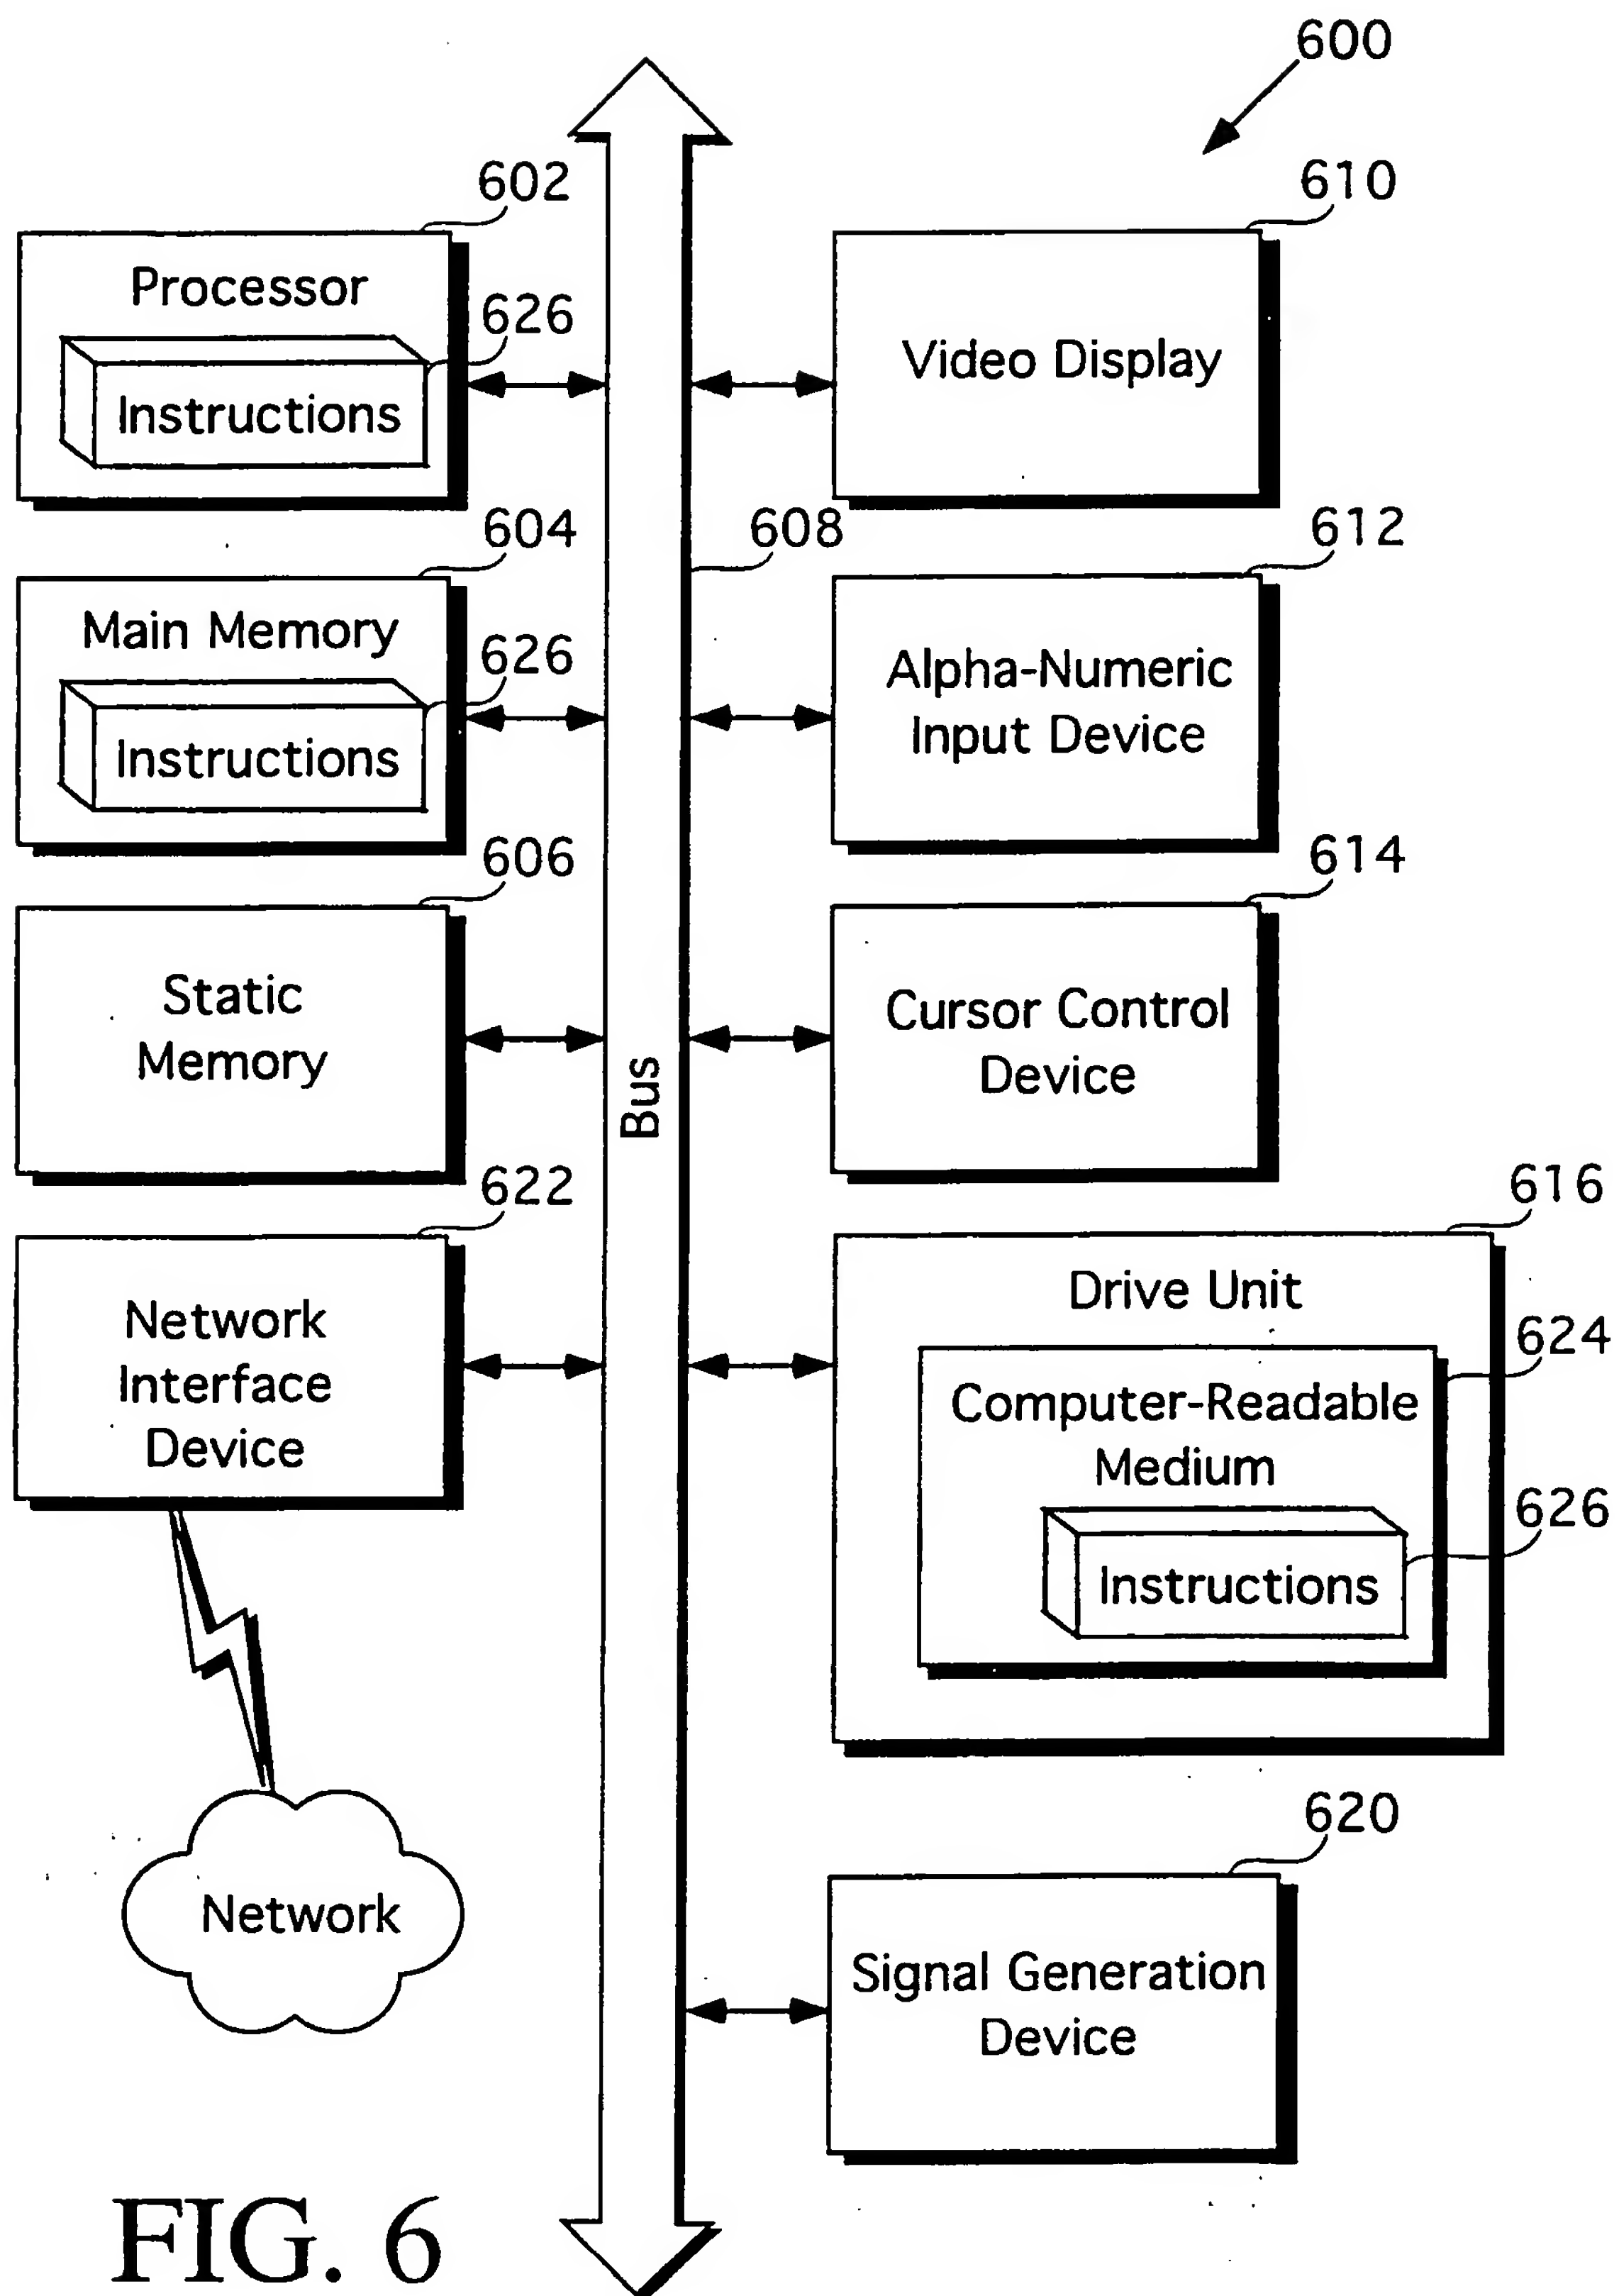 600
602
Processor
626
Instructions
610
Video Display
604
Main Memory
626
Instructions
608
612
Alpha-Numeric
Input Device
606
Static
Memory
Bus
614
Cursor Control
Device
622
Network
Interface
Device
616
Drive Unit
624
Computer-Readable
Medium
626
Instructions
Network
620
Signal Generation
Device
FIG. 6